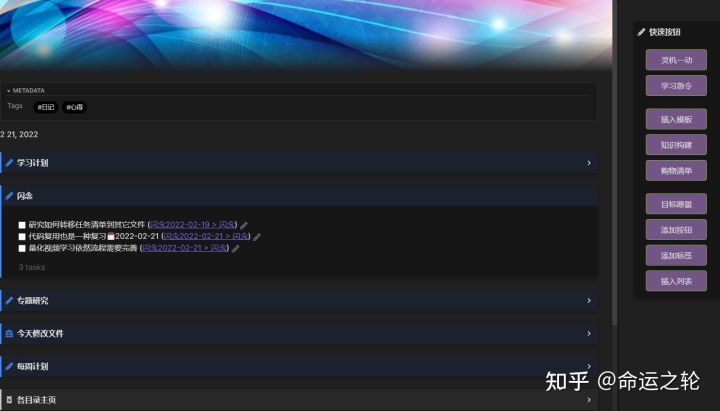 METADATA
Tags #日记 #心得
2 21, 2022
学习计划
闪念
研究如何转移任务清单到其它文件 (闪念2022-02-19 > 闪念)
代码复用也是一种复习📅2022-02-21 (闪念2022-02-21 > 闪念)
量化视频学习依然流程需要完善 (闪念2022-02-21 > 闪念)
3 tasks
专题研究
今天修改文件
每周计划
各目录主页
快速按钮
灵机一动
学习急令
插入模板
知识构建
购物清单
目标愿景
添加按钮
添加标签
插入列表
知乎 @命运之轮